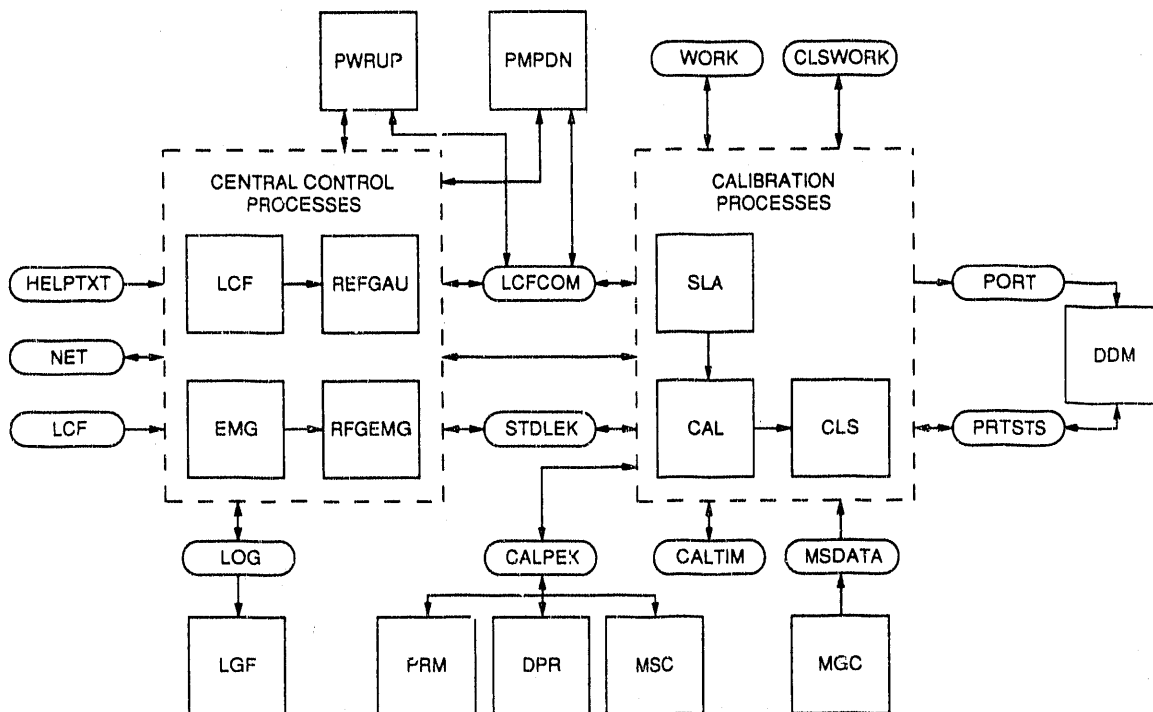 PWRUP
PMPDN
WORK
CLSWORK
CENTRAL CONTROL
PROCESSES
CALIBRATION
PROCESSES
HELPTXT
LCF
REFGAU
LCFCOM
SLA
PORT
NET
DDM
LCF
EMG
RFGEMG
STDLEK
CAL
CLS
PRTSTS
LOG
CALPEK
CALTIM
MSDATA
LGF
PRM
DPR
MSC
MGC